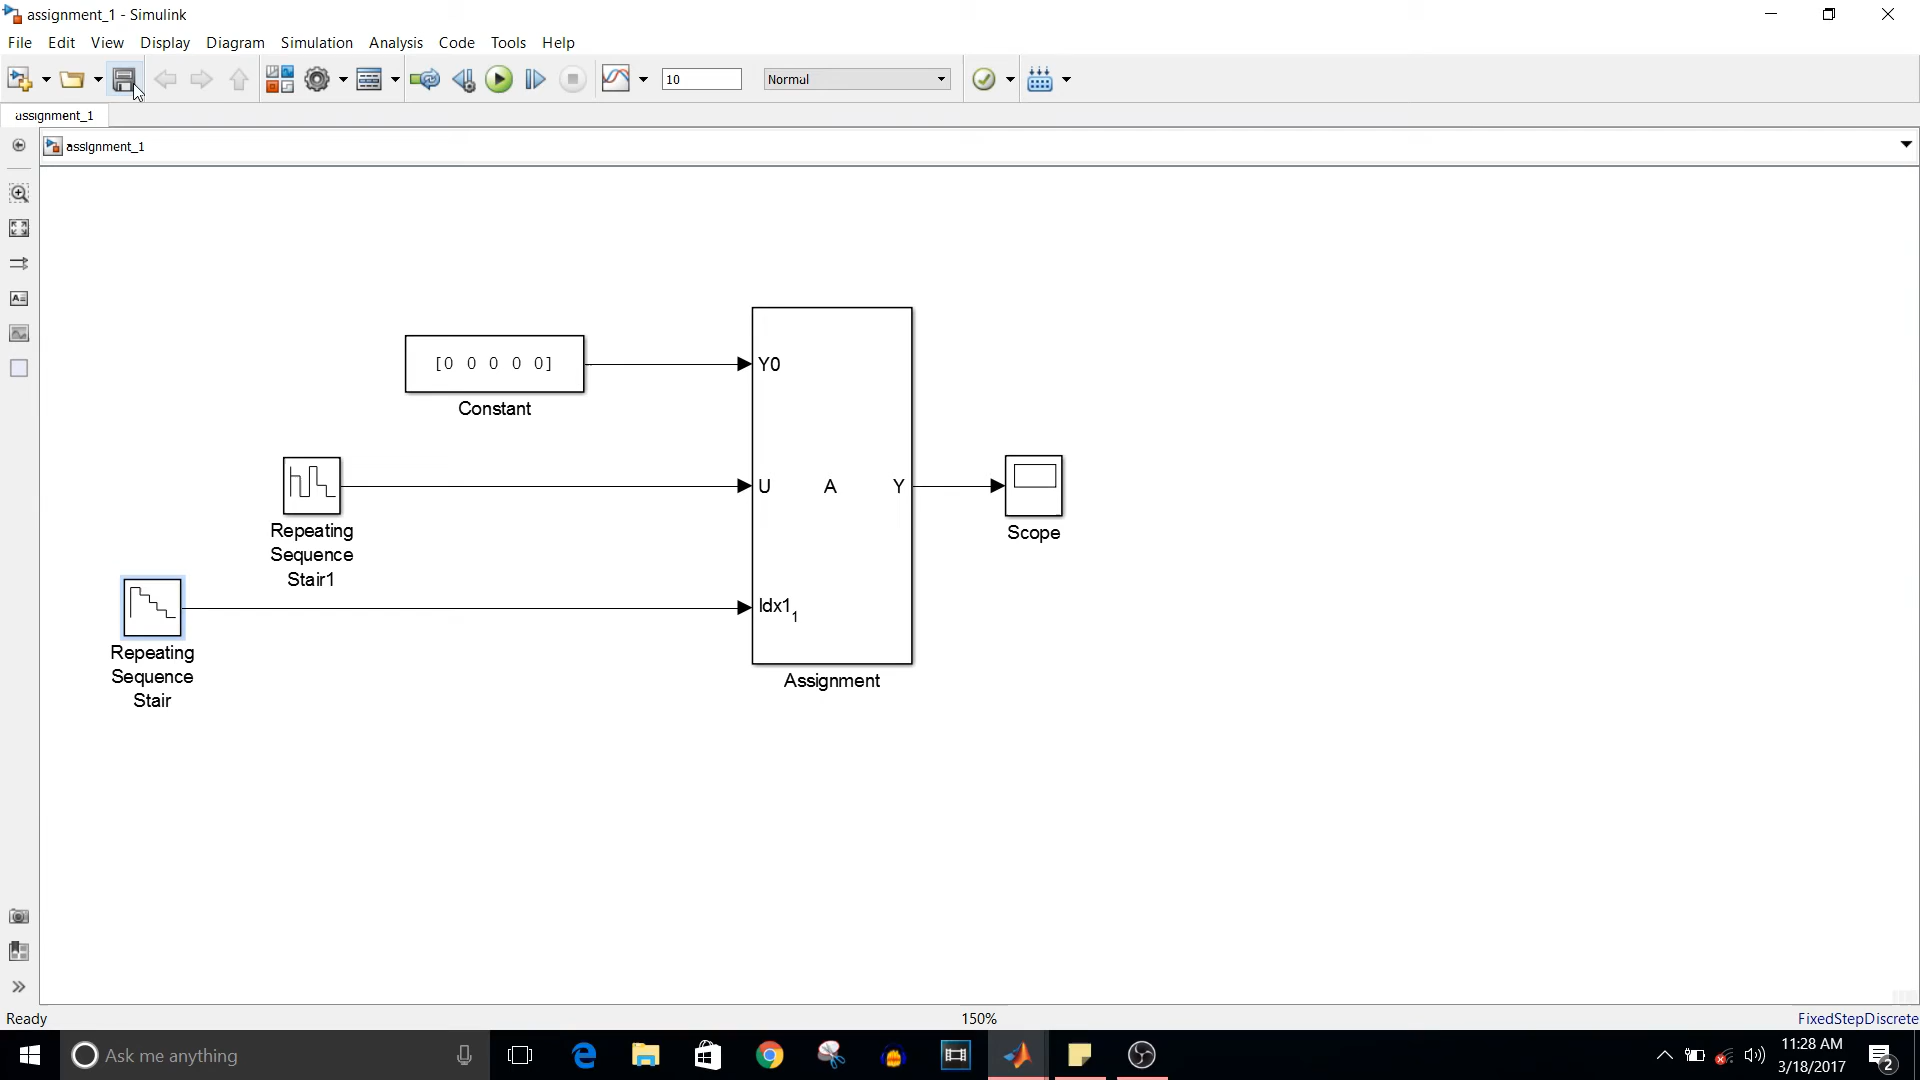 assignment_1 - Simulink
File Edit View Display Diagram Simulation Analysis Code Tools Help
10 Normal
assignment_1
assignment_1
[0 0 0 0 0]
Constant
Y0
U A Y
Idx1 1
Assignment
Repeating
Sequence
Stair1
Repeating
Sequence
Stair
Scope
Ready 150% FixedStepDiscrete
Ask me anything
11:28 AM
3/18/2017
2